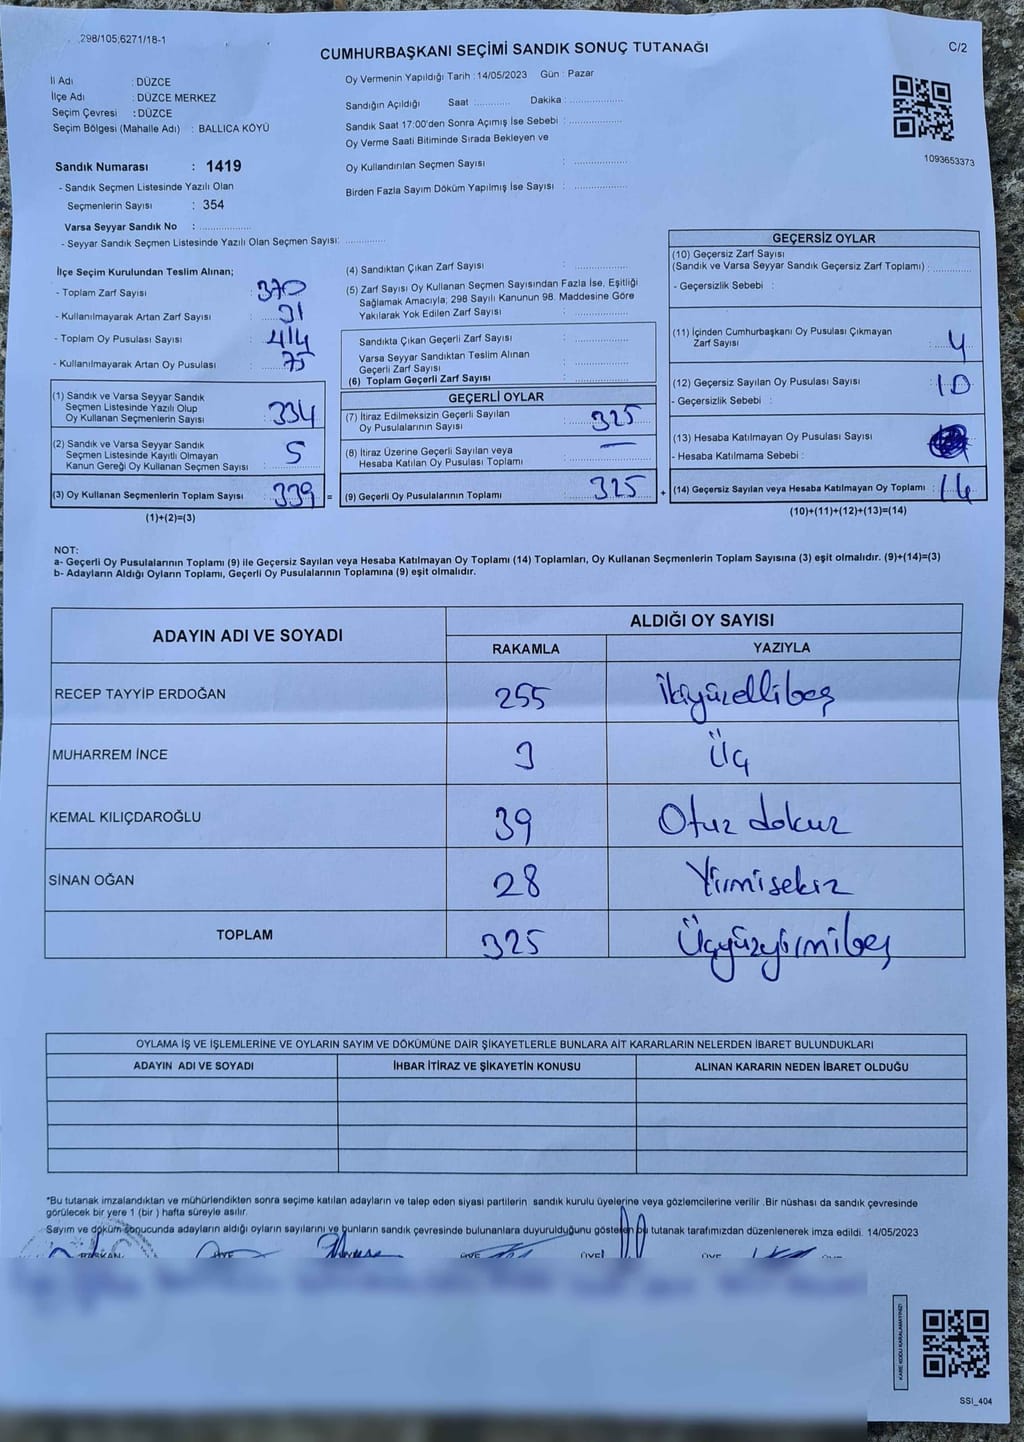 298/105,6271/18-1
CUMHURBAŞKANI SEÇİMİ SANDIK SONUÇ TUTANAĞI
C/2
İl Adı : DÜZCE
İlçe Adı : DÜZCE MERKEZ
Seçim Çevresi : DÜZCE
Seçim Bölgesi (Mahalle Adı) : BALLICA KÖYÜ
Sandık Numarası : 1419
- Sandık Seçmen Listesinde Yazılı Olan
Seçmenlerin Sayısı : 354
Varsa Seyyar Sandık No : ..................
- Seyyar Sandık Seçmen Listesinde Yazılı Olan Seçmen Sayısı: ..............
Oy Vermenin Yapıldığı Tarih : 14/05/2023 Gün : Pazar
Sandığın Açıldığı Saat ............ Dakika : ..................
Sandık Saat 17:00'den Sonra Açımış İse Sebebi : ..................
Oy Verme Saati Bitiminde Sırada Bekleyen ve
Oy Kullandırılan Seçmen Sayısı : ..................
Birden Fazla Sayım Döküm Yapılmış İse Sayısı : ..................
1093653373
İlçe Seçim Kurulundan Teslim Alınan;
- Toplam Zarf Sayısı : 370
- Kullanılmayarak Artan Zarf Sayısı : 31
- Toplam Oy Pusulası Sayısı : 414
- Kullanılmayarak Artan Oy Pusulası : 75
(1) Sandık ve Varsa Seyyar Sandık
Seçmen Listesinde Yazılı Olup
Oy Kullanan Seçmenlerin Sayısı : 334
(2) Sandık ve Varsa Seyyar Sandık
Seçmen Listesinde Kayıtlı Olmayan
Kanun Gereği Oy Kullanan Seçmen Sayısı : 5
(3) Oy Kullanan Seçmenlerin Toplam Sayısı : 339 =
(1)+(2)=(3)
(4) Sandıktan Çıkan Zarf Sayısı : ..................
(5) Zarf Sayısı Oy Kullanan Seçmen Sayısından Fazla İse, Eşitliği
Sağlamak Amacıyla, 298 Sayılı Kanunun 98. Maddesine Göre
Yakılarak Yok Edilen Zarf Sayısı : ..................
Sandıkta Çıkan Geçerli Zarf Sayısı : ..................
Varsa Seyyar Sandıktan Teslim Alınan
Geçerli Zarf Sayısı : ..................
(6) Toplam Geçerli Zarf Sayısı : ..................
GEÇERLİ OYLAR
(7) İtiraz Edilmeksizin Geçerli Sayılan
Oy Pusulalarının Sayısı : 325
(8) İtiraz Üzerine Geçerli Sayılan veya
Hesaba Katılan Oy Pusulası Toplamı : —
(9) Geçerli Oy Pusulalarının Toplamı : 325 +
GEÇERSİZ OYLAR
(10) Geçersiz Zarf Sayısı
(Sandık ve Varsa Seyyar Sandık Geçersiz Zarf Toplamı) : ............
- Geçersizlik Sebebi :
(11) İçinden Cumhurbaşkanı Oy Pusulası Çıkmayan
Zarf Sayısı : 4
(12) Geçersiz Sayılan Oy Pusulası Sayısı : 10
- Geçersizlik Sebebi :
(13) Hesaba Katılmayan Oy Pusulası Sayısı :
- Hesaba Katılmama Sebebi :
(14) Geçersiz Sayılan veya Hesaba Katılmayan Oy Toplamı : 14
(10)+(11)+(12)+(13)=(14)
NOT:
a- Geçerli Oy Pusulalarının Toplamı (9) ile Geçersiz Sayılan veya Hesaba Katılmayan Oy Toplamı (14) Toplamları, Oy Kullanan Seçmenlerin Toplam Sayısına (3) eşit olmalıdır. (9)+(14)=(3)
b- Adayların Aldığı Oyların Toplamı, Geçerli Oy Pusulalarının Toplamına (9) eşit olmalıdır.
ADAYIN ADI VE SOYADI ALDIĞI OY SAYISI
RAKAMLA YAZIYLA
RECEP TAYYİP ERDOĞAN 255 İkiyüzellibeş
MUHARREM İNCE 3 Üç
KEMAL KILIÇDAROĞLU 39 Otuz dokuz
SİNAN OĞAN 28 Yirmisekiz
TOPLAM 325 Üçyüzyirmibeş
OYLAMA İŞ VE İŞLEMLERİNE VE OYLARIN SAYIM VE DÖKÜMÜNE DAİR ŞİKAYETLERLE BUNLARA AİT KARARLARIN NELERDEN İBARET BULUNDUKLARI
ADAYIN ADI VE SOYADI İHBAR İTİRAZ VE ŞİKAYETİN KONUSU ALINAN KARARIN NEDEN İBARET OLDUĞU
*Bu tutanak imzalandıktan ve mühürlendikten sonra seçime katılan adayların ve talep eden siyasi partilerin sandık kurulu üyelerine veya gözlemcilerine verilir .Bir nüshası da sandık çevresinde
görülecek bir yere 1 (bir ) hafta süreyle asılır.
Sayım ve döküm sonucunda adayların aldığı oyların sayılarını ve bunların sandık çevresinde bulunanlara duyurulduğunu gösteren bu tutanak tarafımızdan düzenlenerek imza edildi. 14/05/2023
BAŞKAN ÜYE ÜYE ÜYE ÜYE ÜYE
KARE KODU KARALAMAYINIZ!
SSI_404